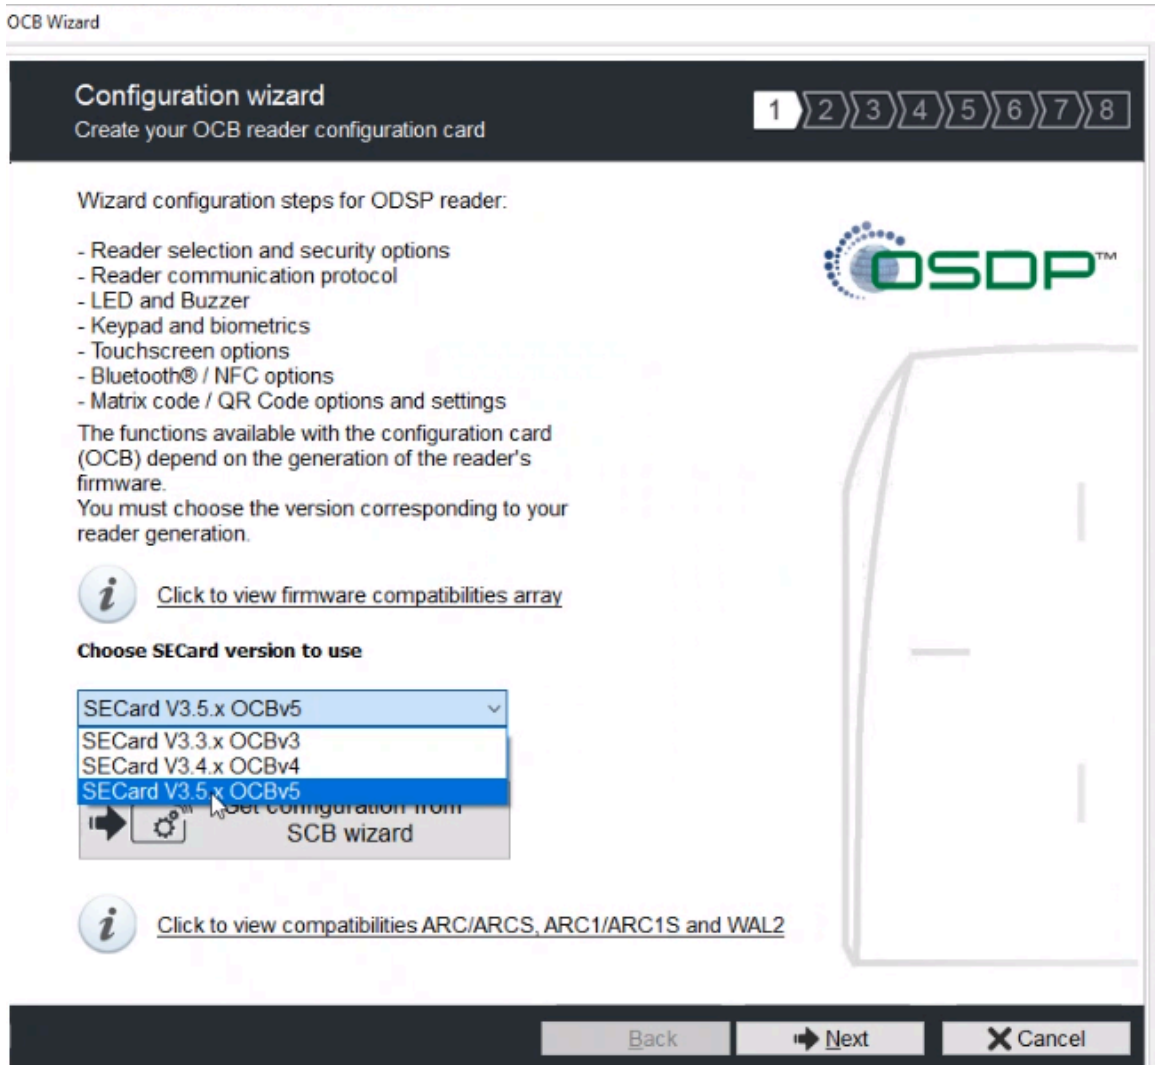 OCB Wizard
Configuration wizard
Create your OCB reader configuration card
1 2 3 4 5 6 7 8
Wizard configuration steps for ODSP reader:
- Reader selection and security options
- Reader communication protocol
- LED and Buzzer
- Keypad and biometrics
- Touchscreen options
- Bluetooth® / NFC options
- Matrix code / QR Code options and settings
OSDP™
The functions available with the configuration card
(OCB) depend on the generation of the reader's
firmware.
You must choose the version corresponding to your
reader generation.
i Click to view firmware compatibilities array
Choose SECard version to use
SECard V3.5.x OCBv5
SECard V3.3.x OCBv3
SECard V3.4.x OCBv4
SECard V3.5.x OCBv5
configuration from
SCB wizard
i Click to view compatibilities ARC/ARCS, ARC1/ARC1S and WAL2
Back Next Cancel